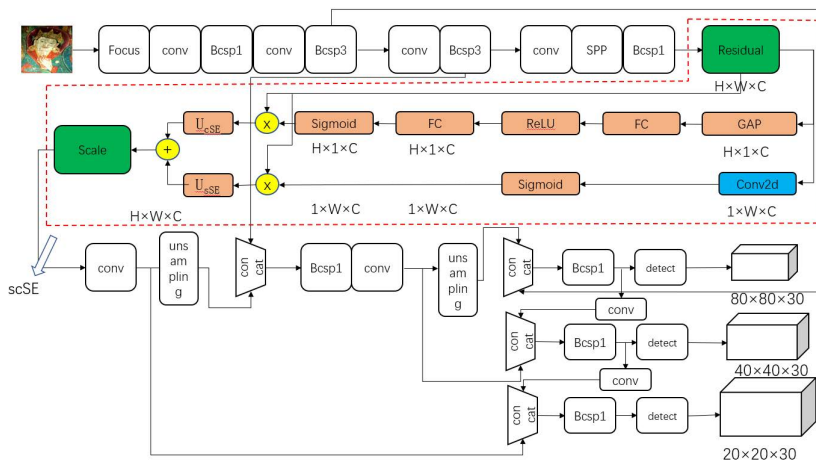 Focus
conv
Bcsp1
conv
Bcsp3
conv
Bcsp3
conv
SPP
Bcsp1
Residual
H×W×C
UcSE
X
Sigmoid
FC
ReLU
FC
GAP
H×1×C
H×1×C
H×1×C
Scale
+
UsSE
X
Sigmoid
Conv2d
H×W×C
1×W×C
1×W×C
1×W×C
scSE
conv
uns
am
plin
g
con
cat
Bcsp1
conv
uns
am
plin
g
con
cat
Bcsp1
detect
80×80×30
conv
con
cat
Bcsp1
detect
40×40×30
conv
con
cat
Bcsp1
detect
20×20×30